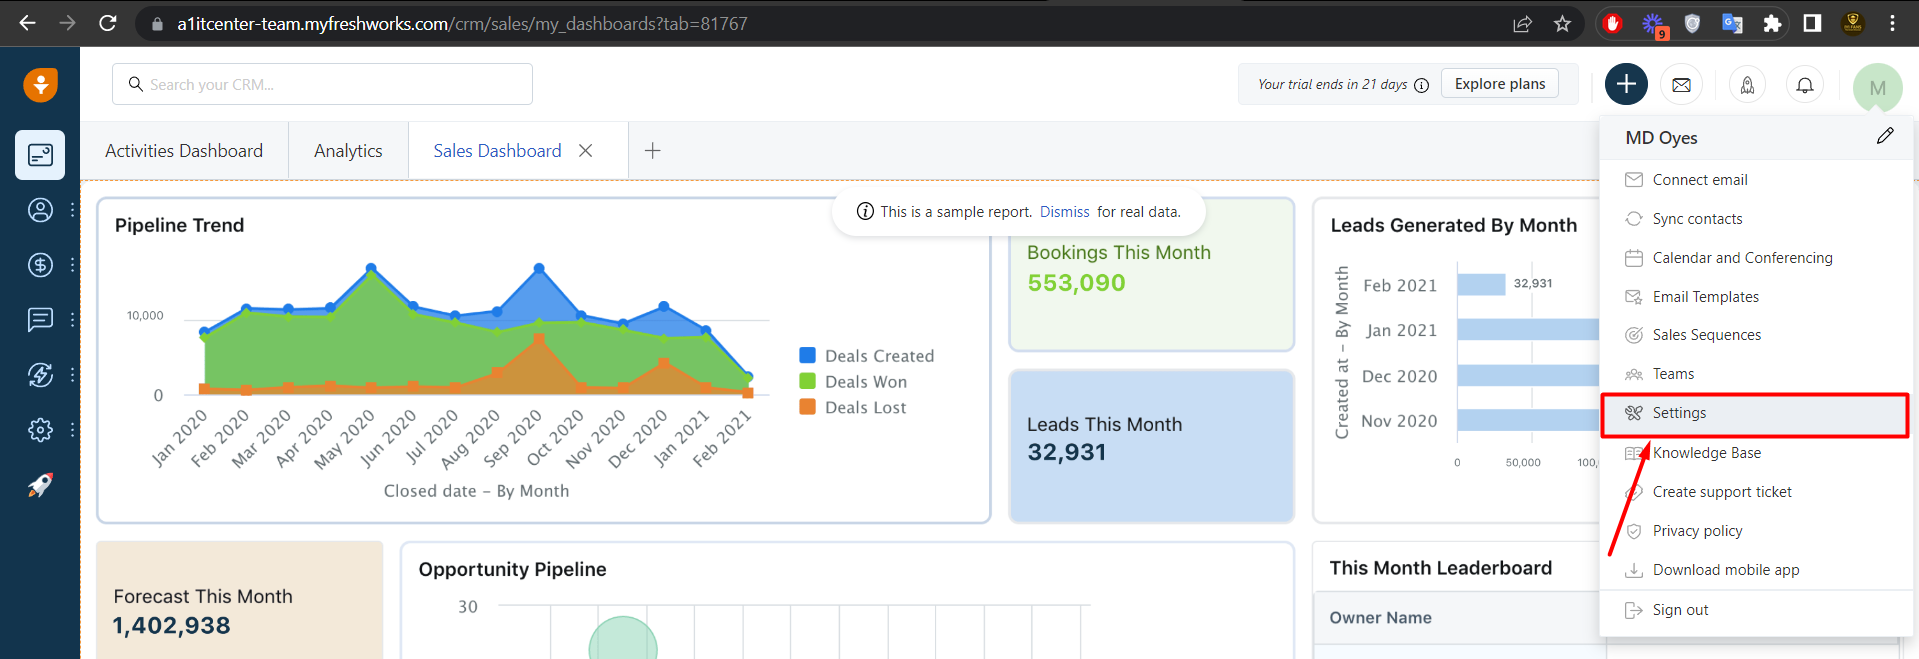 a1itcenter-team.myfreshworks.com/crm/sales/my_dashboards?tab=81767
9
Search your CRM...
Your trial ends in 21 days
Explore plans
M
Activities Dashboard
Analytics
Sales Dashboard
MD Oyes
Connect email
Sync contacts
Calendar and Conferencing
Email Templates
Sales Sequences
Teams
Settings
Knowledge Base
Create support ticket
Privacy policy
Download mobile app
Sign out
This is a sample report. Dismiss for real data.
Pipeline Trend
10,000
0
Jan 2020
Feb 2020
Mar 2020
Apr 2020
May 2020
Jun 2020
Jul 2020
Aug 2020
Sep 2020
Oct 2020
Nov 2020
Dec 2020
Jan 2021
Feb 2021
Closed date – By Month
Deals Created
Deals Won
Deals Lost
Bookings This Month
553,090
Leads This Month
32,931
Leads Generated By Month
Created at – By Month
Feb 2021
32,931
Jan 2021
Dec 2020
Nov 2020
0
50,000
100,
Forecast This Month
1,402,938
Opportunity Pipeline
30
This Month Leaderboard
Owner Name